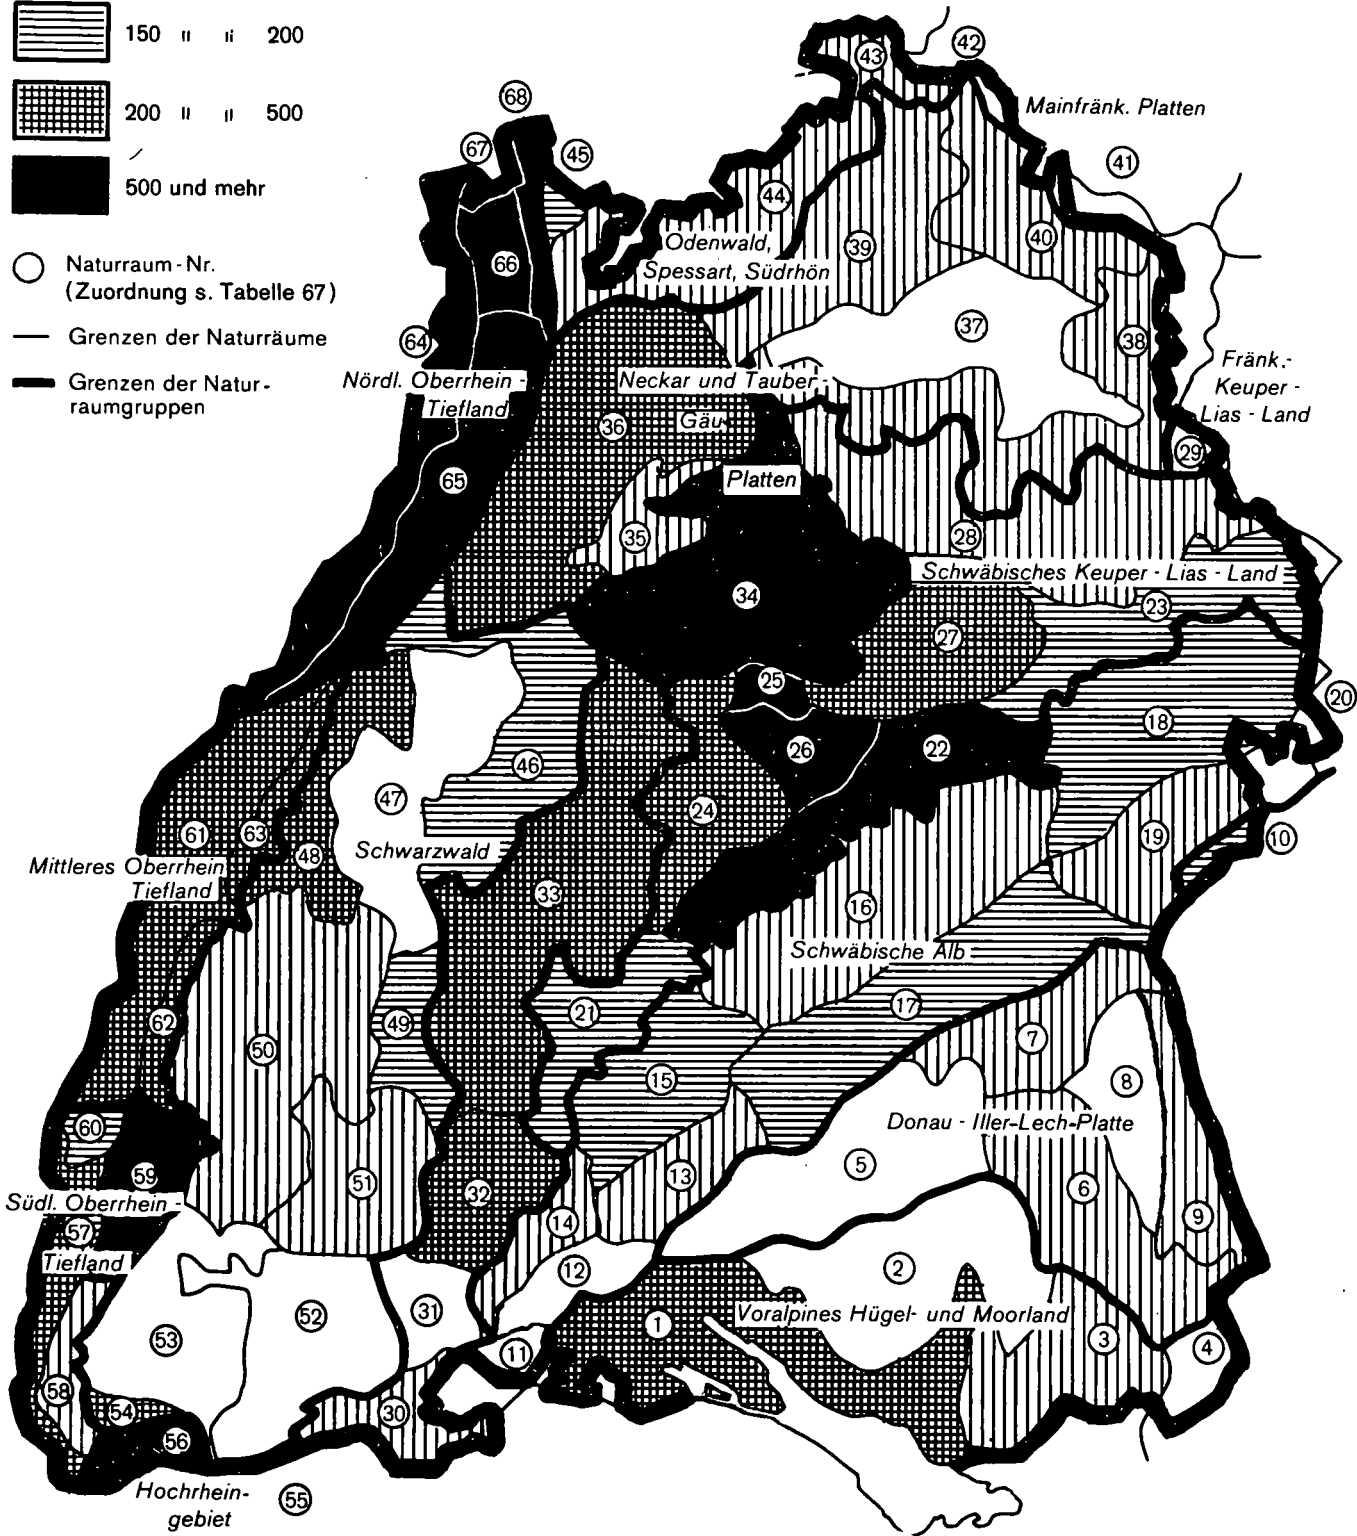 150 " " 200
200 " " 500
500 und mehr
Naturraum-Nr.
(Zuordnung s. Tabelle 67)
Grenzen der Naturräume
Grenzen der Natur-
raumgruppen
43
42
Mainfränk. Platten
68
67
45
41
44
Odenwald,
Spessart, Südrhön
39
40
66
37
38
64
Nördl. Oberrhein-
Tiefland
Neckar und Tauber-
Gäu
Platten
Fränk.-
Keuper-
Lias-Land
36
29
65
35
28
34
Schwäbisches Keuper-Lias-Land
23
27
25
20
18
26
22
46
47
24
61
63
48
19
10
Mittleres Oberrhein
Tiefland
Schwarzwald
33
16
Schwäbische Alb
17
21
62
49
50
7
15
8
60
Donau-Iller-Lech-Platte
59
5
51
13
32
6
Südl. Oberrhein-
Tiefland
57
14
9
12
2
31
52
Voralpines Hügel- und Moorland
1
53
11
3
4
58
54
30
56
Hochrhein-
gebiet
55